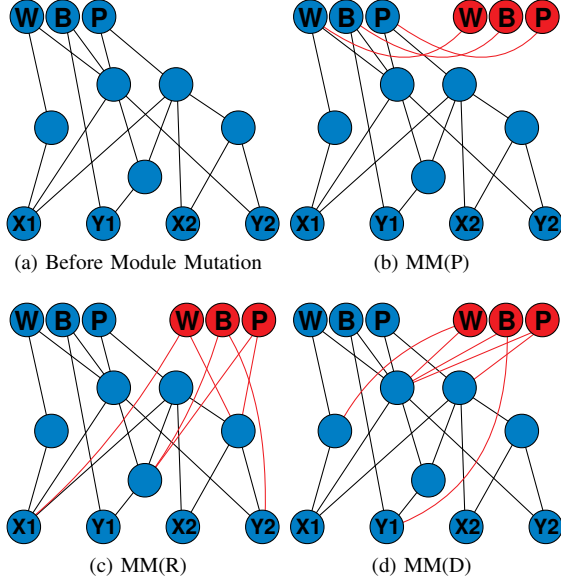 W B P
X1 Y1 X2 Y2
(a) Before Module Mutation
W B P W B P
X1 Y1 X2 Y2
(b) MM(P)
W B P W B P
X1 Y1 X2 Y2
(c) MM(R)
W B P W B P
X1 Y1 X2 Y2
(d) MM(D)